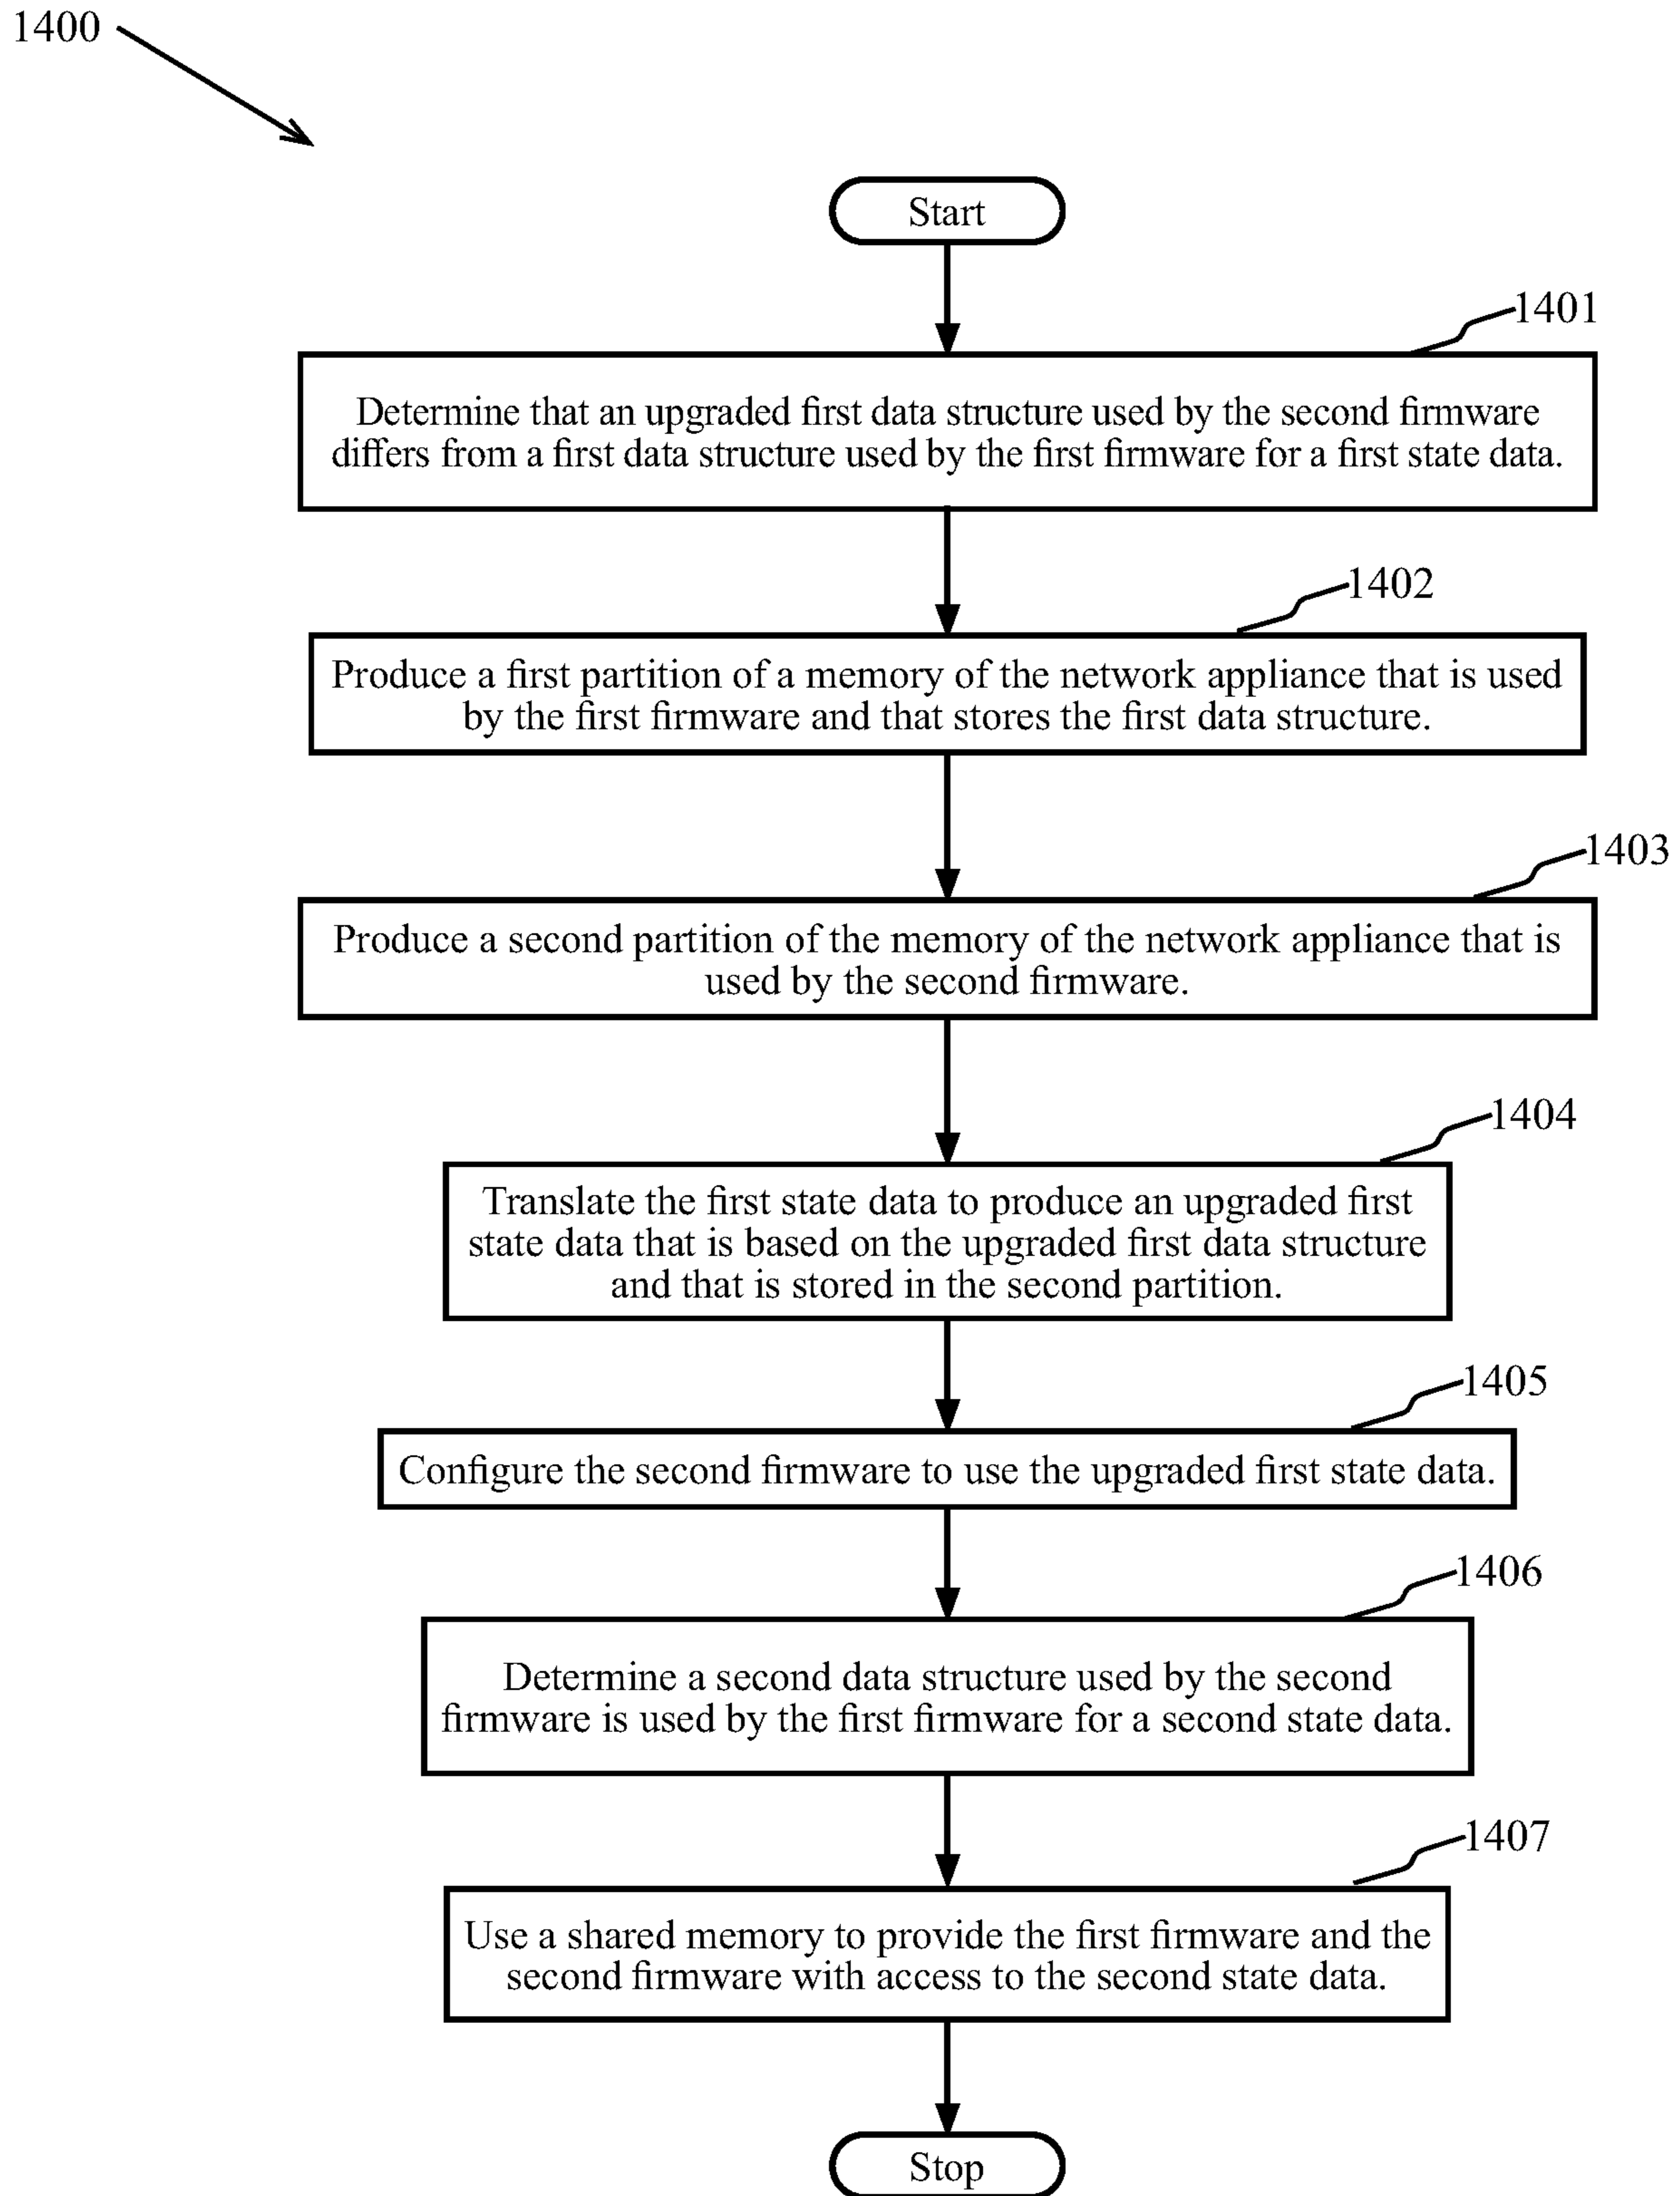 1400
Start
1401
Determine that an upgraded first data structure used by the second firmware
differs from a first data structure used by the first firmware for a first state data.
1402
Produce a first partition of a memory of the network appliance that is used
by the first firmware and that stores the first data structure.
1403
Produce a second partition of the memory of the network appliance that is
used by the second firmware.
1404
Translate the first state data to produce an upgraded first
state data that is based on the upgraded first data structure
and that is stored in the second partition.
1405
Configure the second firmware to use the upgraded first state data.
1406
Determine a second data structure used by the second
firmware is used by the first firmware for a second state data.
1407
Use a shared memory to provide the first firmware and the
second firmware with access to the second state data.
Stop